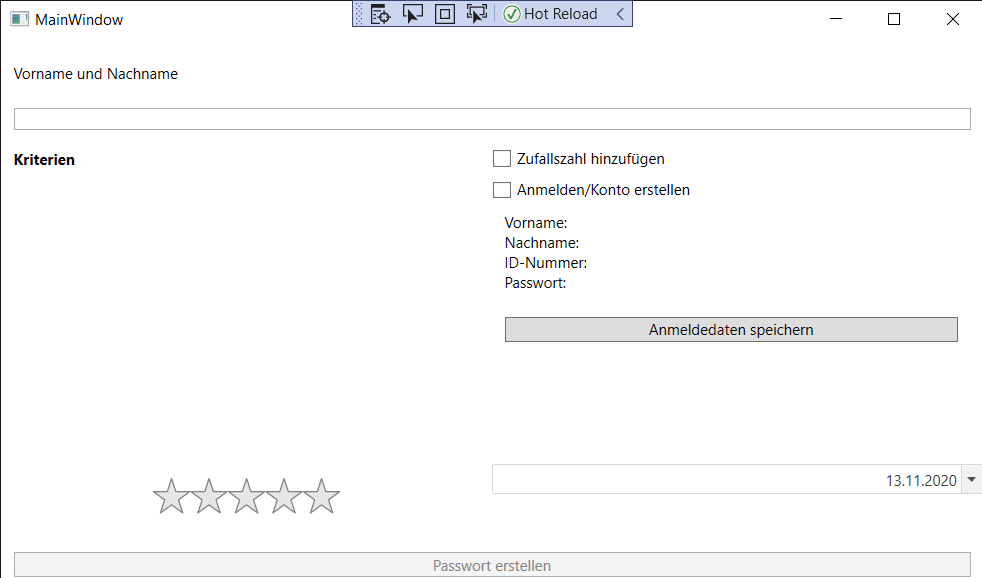 MainWindow
Hot Reload
Vorname und Nachname
Kriterien
Zufallszahl hinzufügen
Anmelden/Konto erstellen
Vorname:
Nachname:
ID-Nummer:
Passwort:
Anmeldedaten speichern
13.11.2020
Passwort erstellen